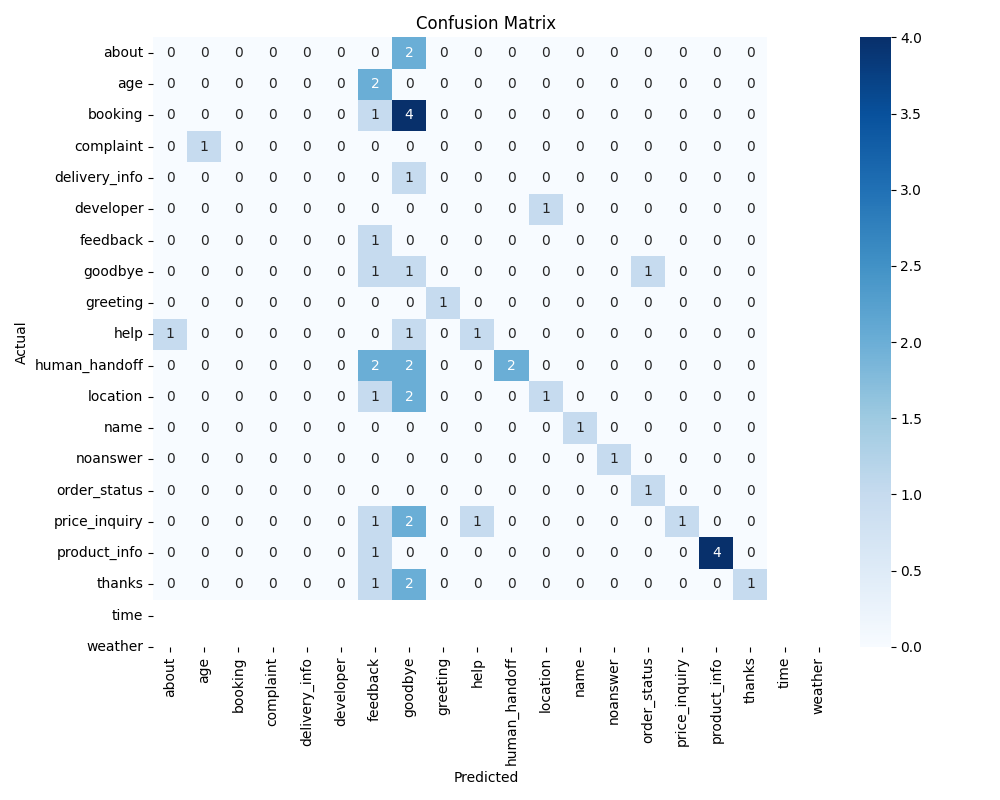 Confusion Matrix
about 0 0 0 0 0 0 0 2 0 0 0 0 0 0 0 0 0 0
age 0 0 0 0 0 0 2 0 0 0 0 0 0 0 0 0 0 0
booking 0 0 0 0 0 0 1 4 0 0 0 0 0 0 0 0 0 0
complaint 0 1 0 0 0 0 0 0 0 0 0 0 0 0 0 0 0 0
delivery_info 0 0 0 0 0 0 0 1 0 0 0 0 0 0 0 0 0 0
developer 0 0 0 0 0 0 0 0 0 0 0 1 0 0 0 0 0 0
feedback 0 0 0 0 0 0 1 0 0 0 0 0 0 0 0 0 0 0
goodbye 0 0 0 0 0 0 1 1 0 0 0 0 0 0 1 0 0 0
greeting 0 0 0 0 0 0 0 0 1 0 0 0 0 0 0 0 0 0
help 1 0 0 0 0 0 0 1 0 1 0 0 0 0 0 0 0 0
human_handoff 0 0 0 0 0 0 2 2 0 0 2 0 0 0 0 0 0 0
location 0 0 0 0 0 0 1 2 0 0 0 1 0 0 0 0 0 0
name 0 0 0 0 0 0 0 0 0 0 0 0 1 0 0 0 0 0
noanswer 0 0 0 0 0 0 0 0 0 0 0 0 0 1 0 0 0 0
order_status 0 0 0 0 0 0 0 0 0 0 0 0 0 0 1 0 0 0
price_inquiry 0 0 0 0 0 0 1 2 0 1 0 0 0 0 0 1 0 0
product_info 0 0 0 0 0 0 1 0 0 0 0 0 0 0 0 0 4 0
thanks 0 0 0 0 0 0 1 2 0 0 0 0 0 0 0 0 0 1
time
weather
Actual
about age booking complaint delivery_info developer feedback goodbye greeting help human_handoff location name noanswer order_status price_inquiry product_info thanks time weather
Predicted
4.0
3.5
3.0
2.5
2.0
1.5
1.0
0.5
0.0